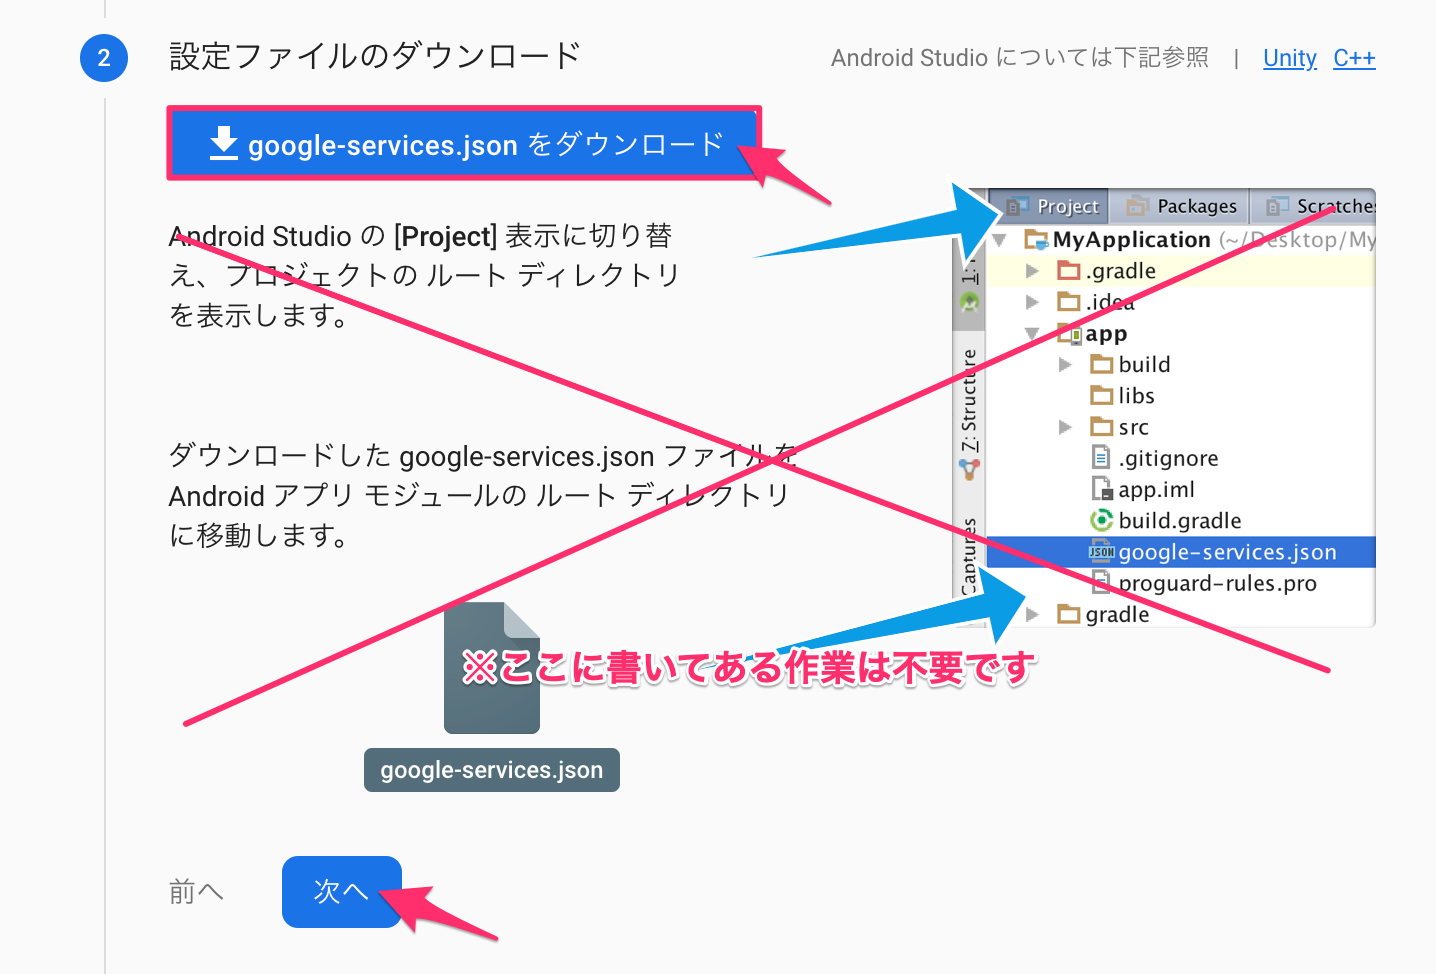 2
設定ファイルのダウンロード
Android Studio については下記参照 | Unity C++
google-services.json をダウンロード
Android Studio の [Project] 表示に切り替
え、プロジェクトの ルート ディレクトリ
を表示します。
ダウンロードした google-services.json ファイルを
Android アプリ モジュールの ルート ディレクトリ
に移動します。
Project Packages Scratches
MyApplication (~/Desktop/My
.gradle
.idea
app
build
libs
src
.gitignore
app.iml
build.gradle
google-services.json
proguard-rules.pro
gradle
1:
Z: Structure
Captures
※ここに書いてある作業は不要です
google-services.json
前へ
次へ